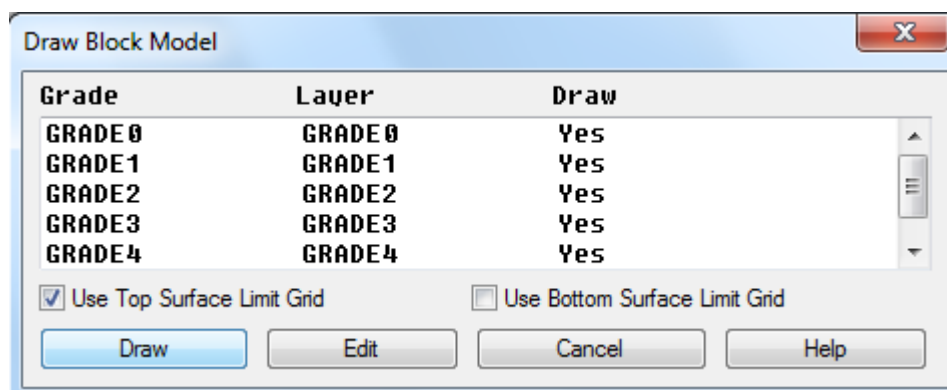 Draw Block Model
Grade Layer Draw
GRADE0 GRADE0 Yes
GRADE1 GRADE1 Yes
GRADE2 GRADE2 Yes
GRADE3 GRADE3 Yes
GRADE4 GRADE4 Yes
Use Top Surface Limit Grid Use Bottom Surface Limit Grid
Draw Edit Cancel Help